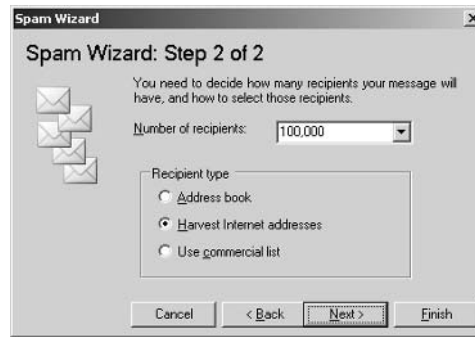 Spam Wizard
Spam Wizard: Step 2 of 2
You need to decide how many recipients your message will
have, and how to select those recipients.
Number of recipients: 100,000
Recipient type
Address book
Harvest Internet addresses
Use commercial list
Cancel < Back Next > Finish